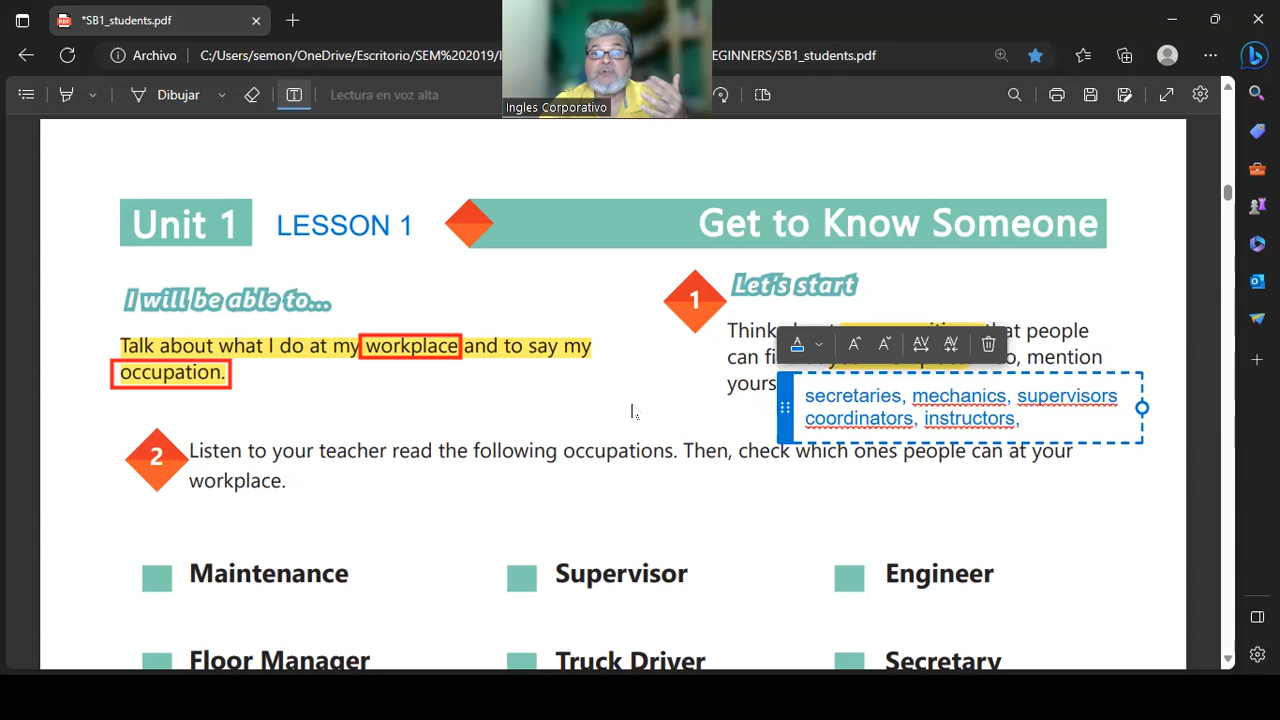 *SB1_students.pdf
Archivo
C:/Users/semon/OneDrive/Escritorio/SEM%202019/I
EGINNERS/SB1_students.pdf
Dibujar
Lectura en voz alta
Ingles Corporativo
Unit 1
LESSON 1
Get to Know Someone
I will be able to...
Talk about what I do at my workplace and to say my
occupation.
1
Let's start
Think
that people
can fi
o, mention
yours
secretaries, mechanics, supervisors
coordinators, instructors,
2
Listen to your teacher read the following occupations. Then, check which ones people can at your
workplace.
Maintenance
Supervisor
Engineer
Floor Manager
Truck Driver
Secretary